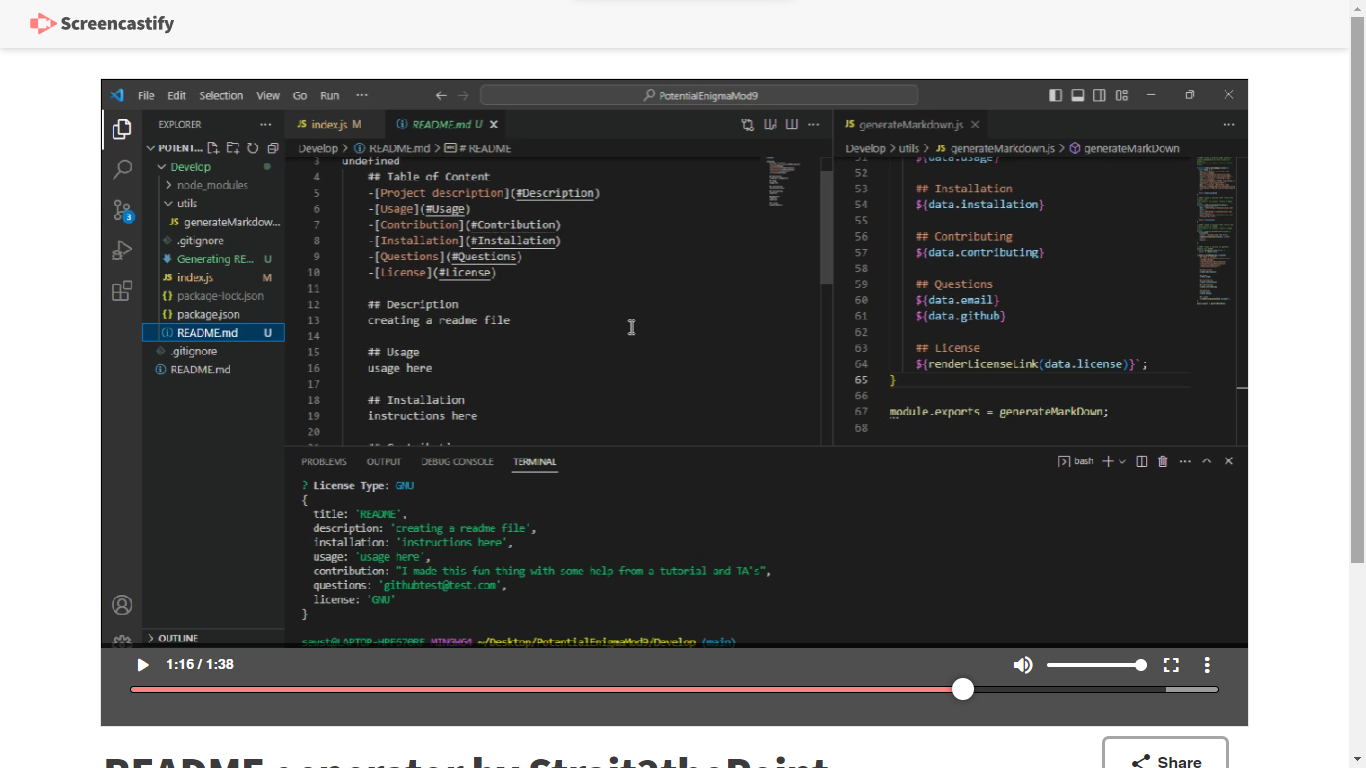 Screencastify
File Edit Selection View Go Run ··· PotentialEnigmaMod9
EXPLORER ···
POTENT...
Develop
node_modules
utils
JS generateMarkdow...
.gitignore
Generating RE... U
JS index.js M
{} package-lock.json
{} package.json
README.md U
.gitignore
README.md
OUTLINE
3
JS index.js M README.md U
Develop > README.md > # README
3 undefined
4 ## Table of Content
5 -[Project description](#Description)
6 -[Usage](#Usage)
7 -[Contribution](#Contribution)
8 -[Installation](#Installation)
9 -[Questions](#Questions)
10 -[License](#License)
11
12 ## Description
13 creating a readme file
14
15 ## Usage
16 usage here
17
18 ## Installation
19 instructions here
20
JS generateMarkdown.js ···
Develop > utils > JS generateMarkdown.js > generateMarkDown
51 ${data.usage}
52
53 ## Installation
54 ${data.installation}
55
56 ## Contributing
57 ${data.contributing}
58
59 ## Questions
60 ${data.email}
61 ${data.github}
62
63 ## License
64 ${renderLicenseLink(data.license)}`;
65 }
66
67 module.exports = generateMarkDown;
68
PROBLEMS OUTPUT DEBUG CONSOLE TERMINAL bash
? License Type: GNU
{
title: 'README',
description: 'creating a readme file',
installation: 'instructions here',
usage: 'usage here',
contribution: "I made this fun thing with some help from a tutorial and TA's",
questions: 'githubtest@test.com',
license: 'GNU'
}
MINGW64 ~/Desktop/PotentialEnigmaMod9/Develop (main)
1:16 / 1:38
README generator by Strait2thePoint
Share